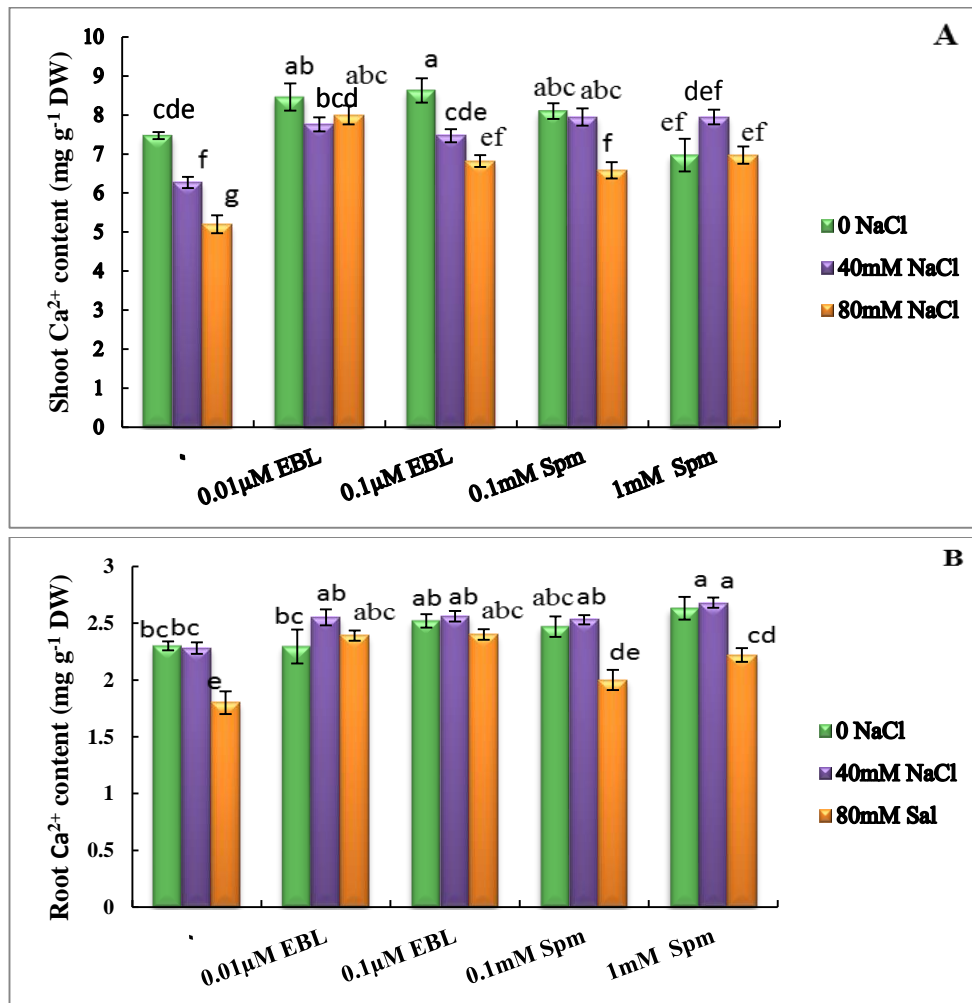 A
Shoot Ca²⁺ content (mg g⁻¹ DW)
10
9
8
7
6
5
4
3
2
1
0
cde f g
ab bcd abc
a cde ef
abc abc f
ef def ef
.
0.01µM EBL
0.1µM EBL
0.1mM Spm
1mM Spm
0 NaCl
40mM NaCl
80mM NaCl
B
Root Ca²⁺ content (mg g⁻¹ DW)
3
2.5
2
1.5
1
0.5
0
bc bc e
bc ab abc
ab ab abc
abc ab de
a a cd
.
0.01µM EBL
0.1µM EBL
0.1mM Spm
1mM Spm
0 NaCl
40mM NaCl
80mM Sal